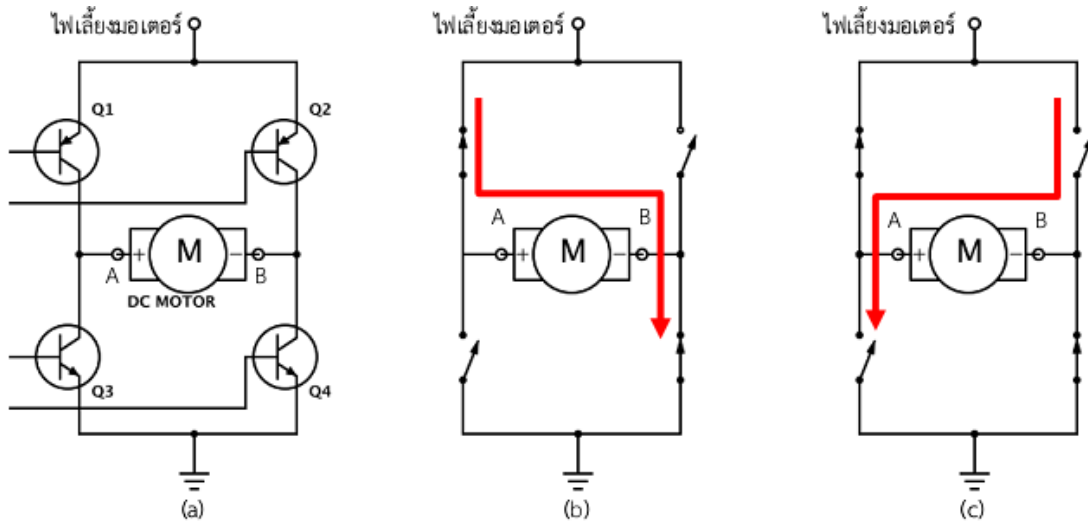 ไฟเลี้ยงมอเตอร์
Q1
Q2
+
M
−
A
B
DC MOTOR
Q3
Q4
(a)
ไฟเลี้ยงมอเตอร์
A
B
+
M
−
(b)
ไฟเลี้ยงมอเตอร์
A
B
+
M
−
(c)